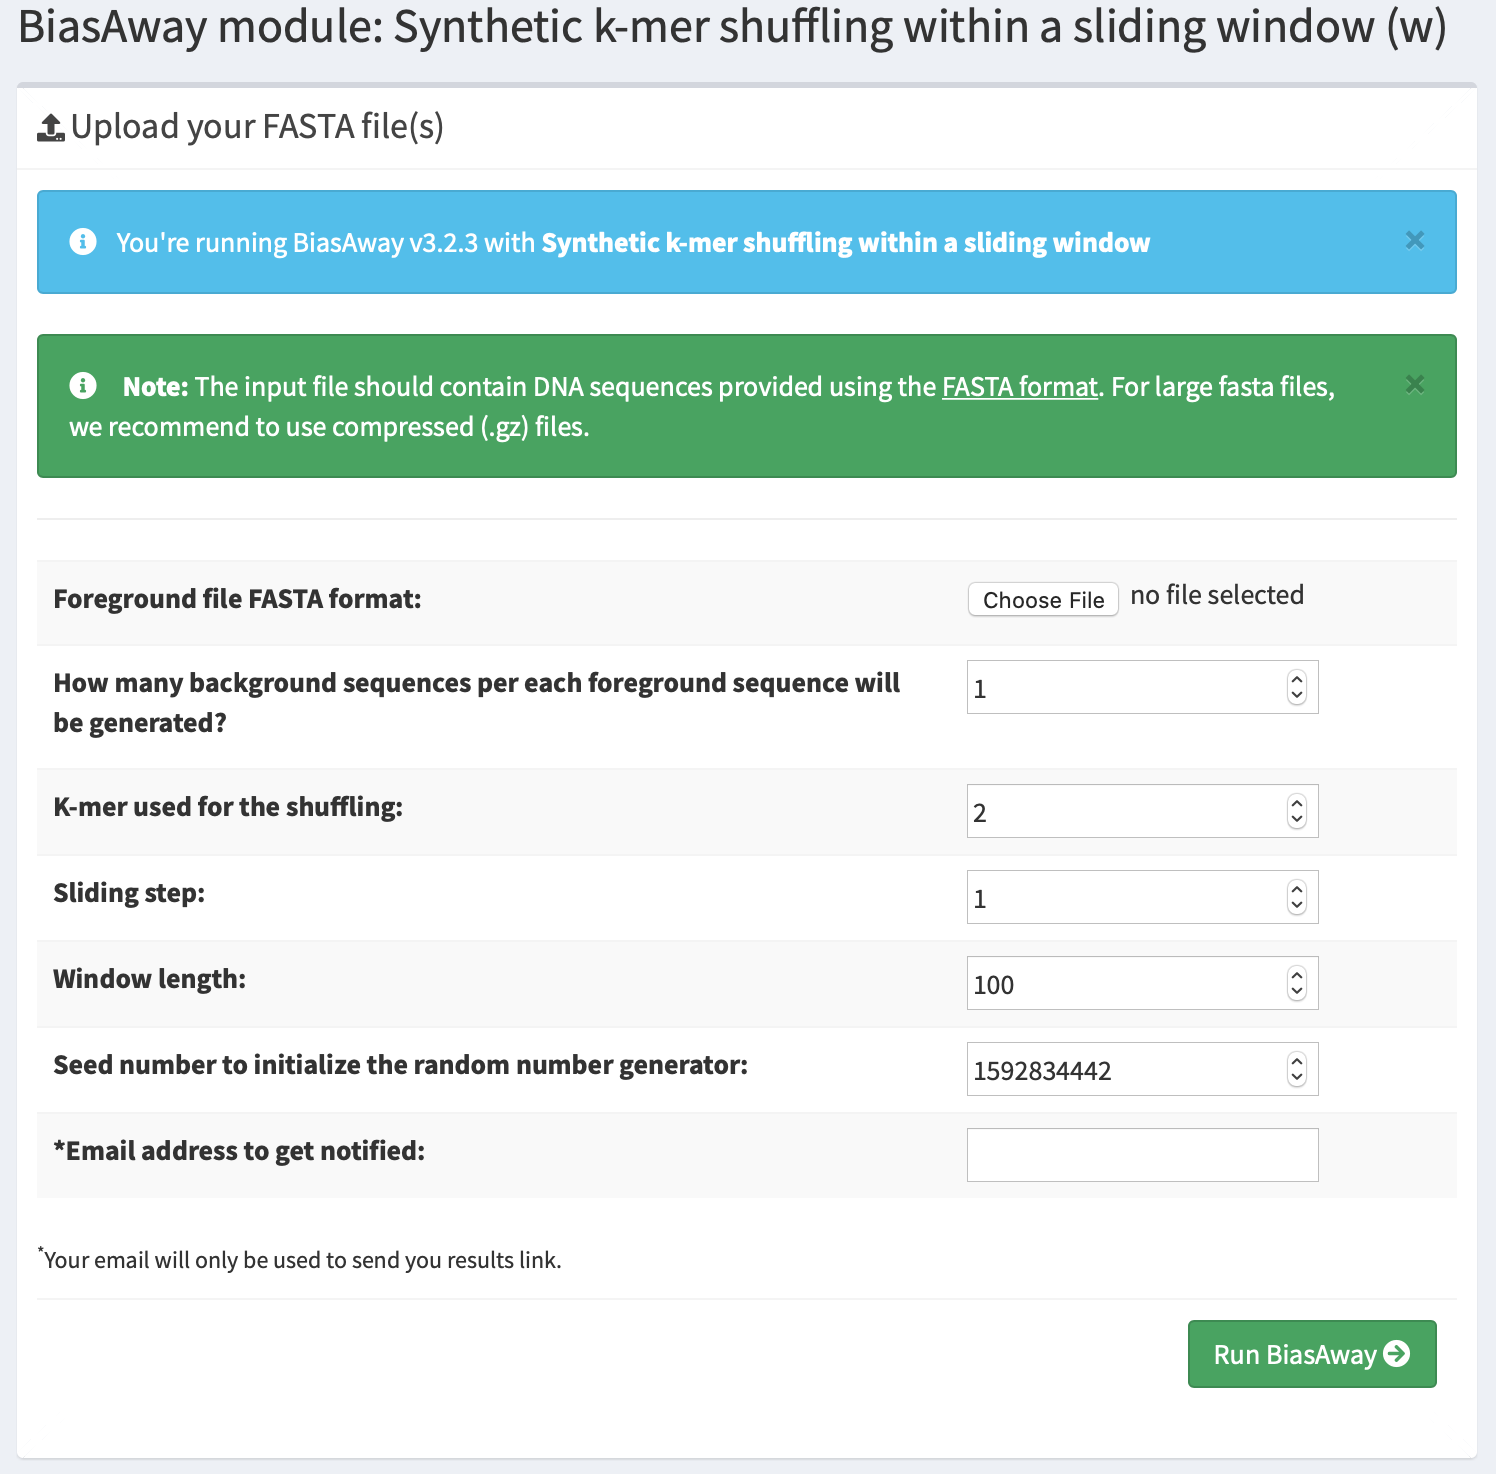 BiasAway module: Synthetic k-mer shuffling within a sliding window (w)
Upload your FASTA file(s)
You're running BiasAway v3.2.3 with Synthetic k-mer shuffling within a sliding window
Note: The input file should contain DNA sequences provided using the FASTA format. For large fasta files,
we recommend to use compressed (.gz) files.
Foreground file FASTA format: Choose File no file selected
How many background sequences per each foreground sequence will 1
be generated?
K-mer used for the shuffling: 2
Sliding step: 1
Window length: 100
Seed number to initialize the random number generator: 1592834442
*Email address to get notified:
*Your email will only be used to send you results link.
Run BiasAway